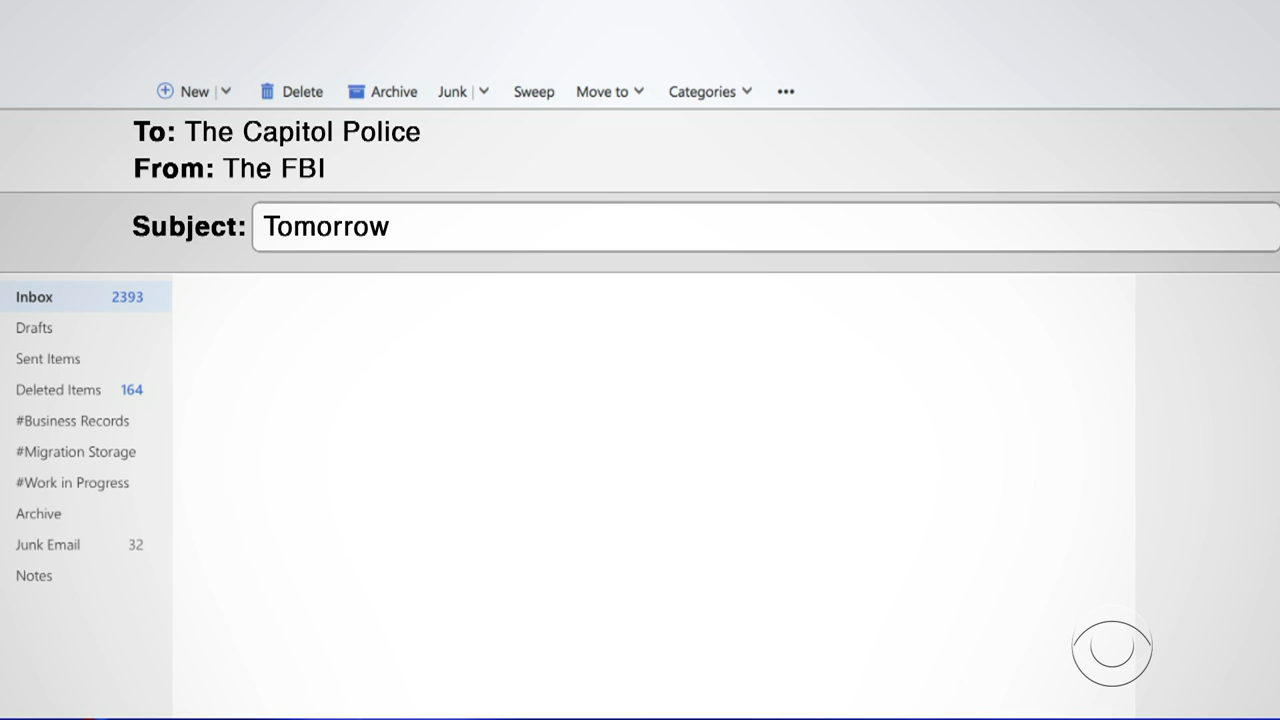 New | Delete Archive Junk | Sweep Move to Categories •••
To: The Capitol Police
From: The FBI
Subject: Tomorrow
Inbox 2393
Drafts
Sent Items
Deleted Items 164
#Business Records
#Migration Storage
#Work in Progress
Archive
Junk Email 32
Notes